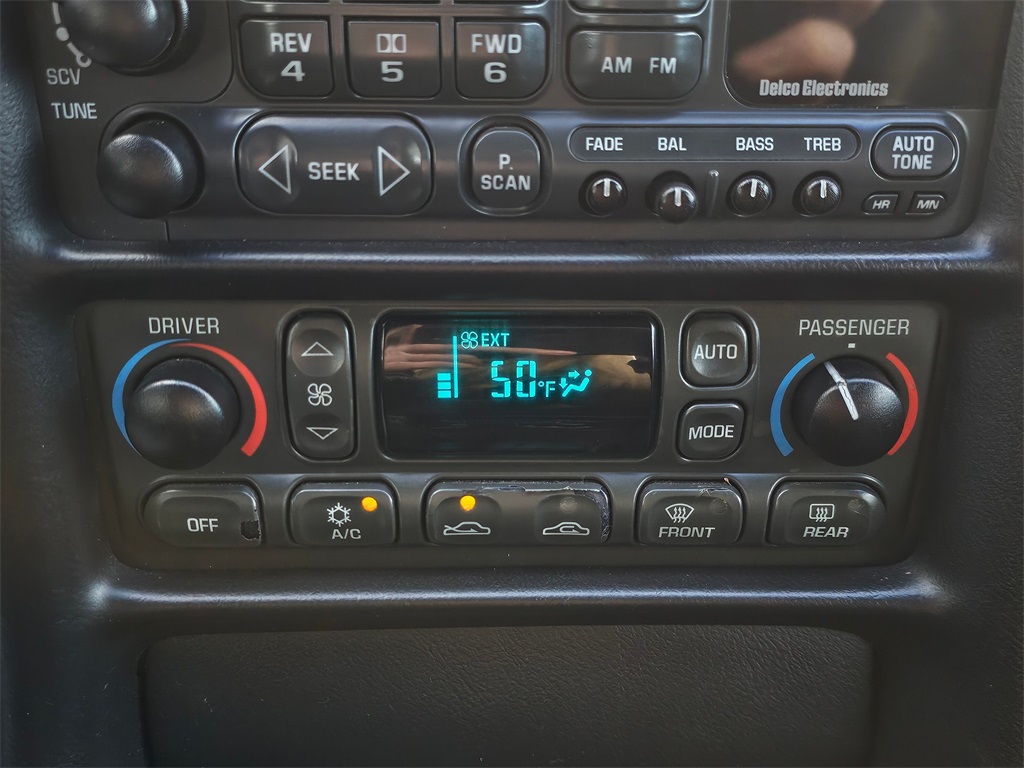 SCV
TUNE
REV
4
5
FWD
6
AM FM
Delco Electronics
SEEK
P.
SCAN
FADE BAL BASS TREB
AUTO
TONE
HR MN
DRIVER
EXT
50°F
AUTO
MODE
PASSENGER
OFF
A/C
FRONT
REAR